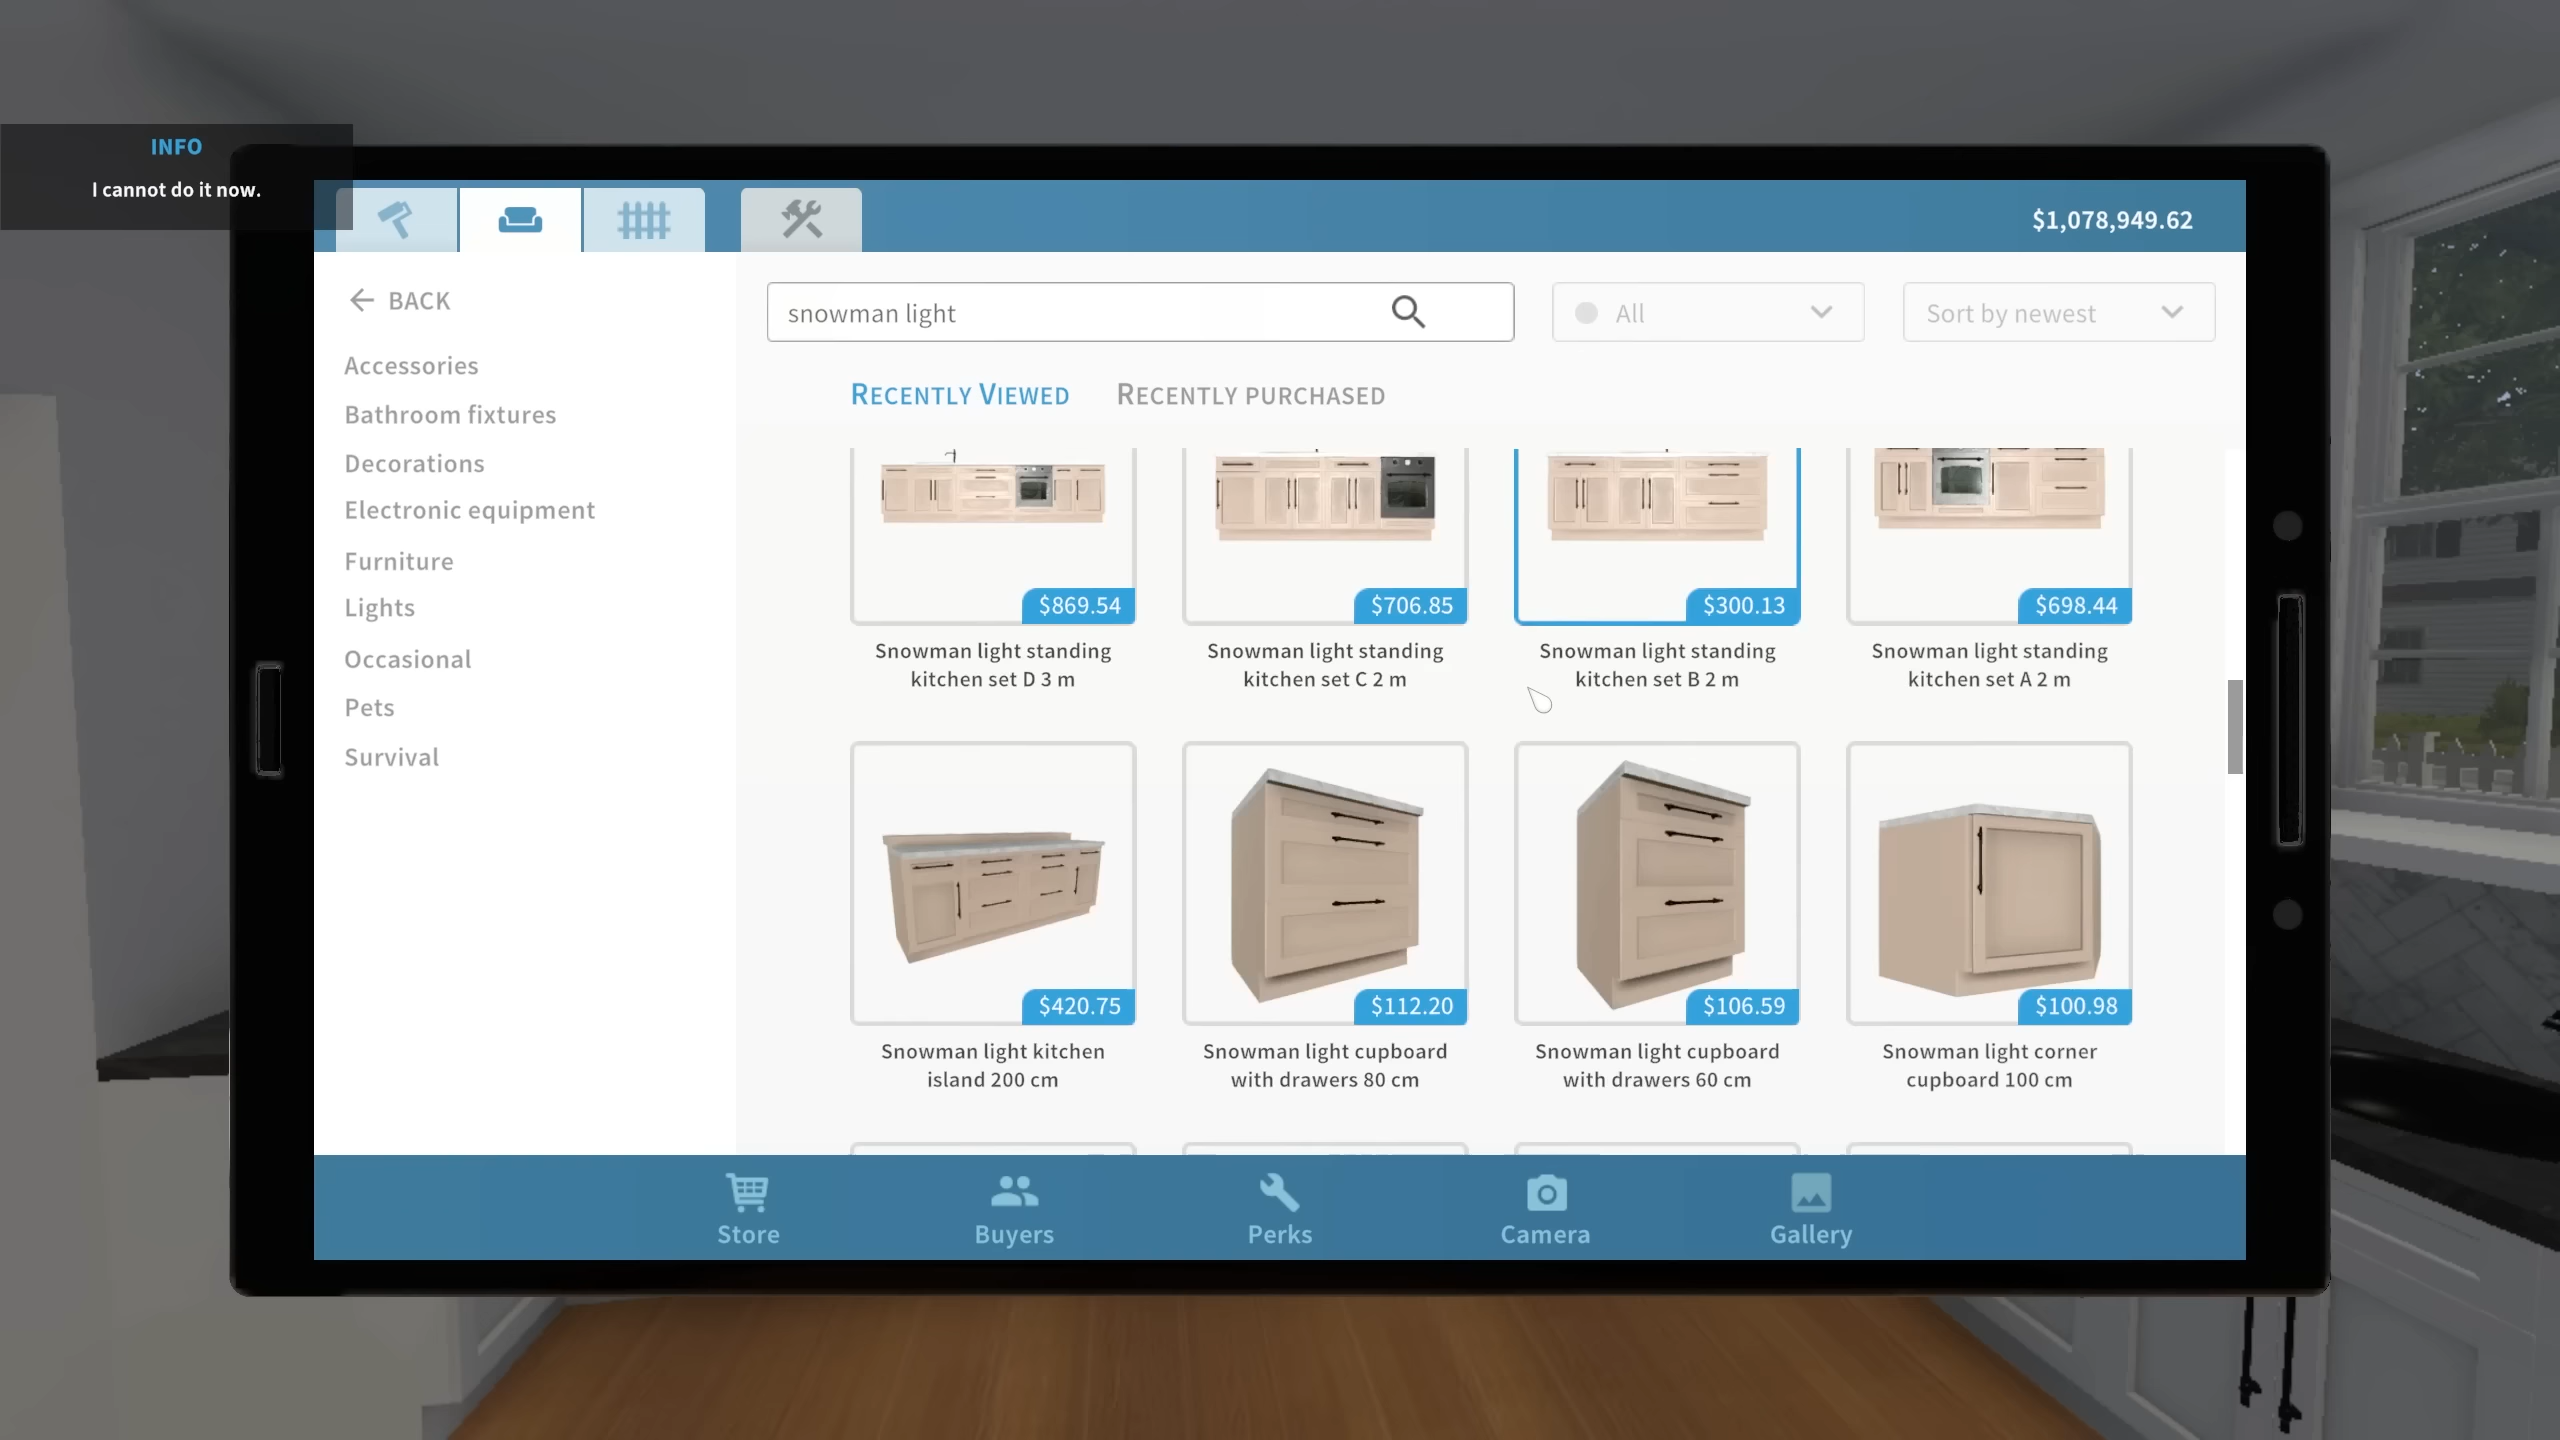 INFO
I cannot do it now.
$1,078,949.62
BACK
snowman light
All
Sort by newest
Accessories
Bathroom fixtures
Decorations
Electronic equipment
Furniture
Lights
Occasional
Pets
Survival
RECENTLY VIEWED
RECENTLY PURCHASED
$869.54
$706.85
$300.13
$698.44
Snowman light standing
kitchen set D 3 m
Snowman light standing
kitchen set C 2 m
Snowman light standing
kitchen set B 2 m
Snowman light standing
kitchen set A 2 m
$420.75
$112.20
$106.59
$100.98
Snowman light kitchen
island 200 cm
Snowman light cupboard
with drawers 80 cm
Snowman light cupboard
with drawers 60 cm
Snowman light corner
cupboard 100 cm
Store
Buyers
Perks
Camera
Gallery